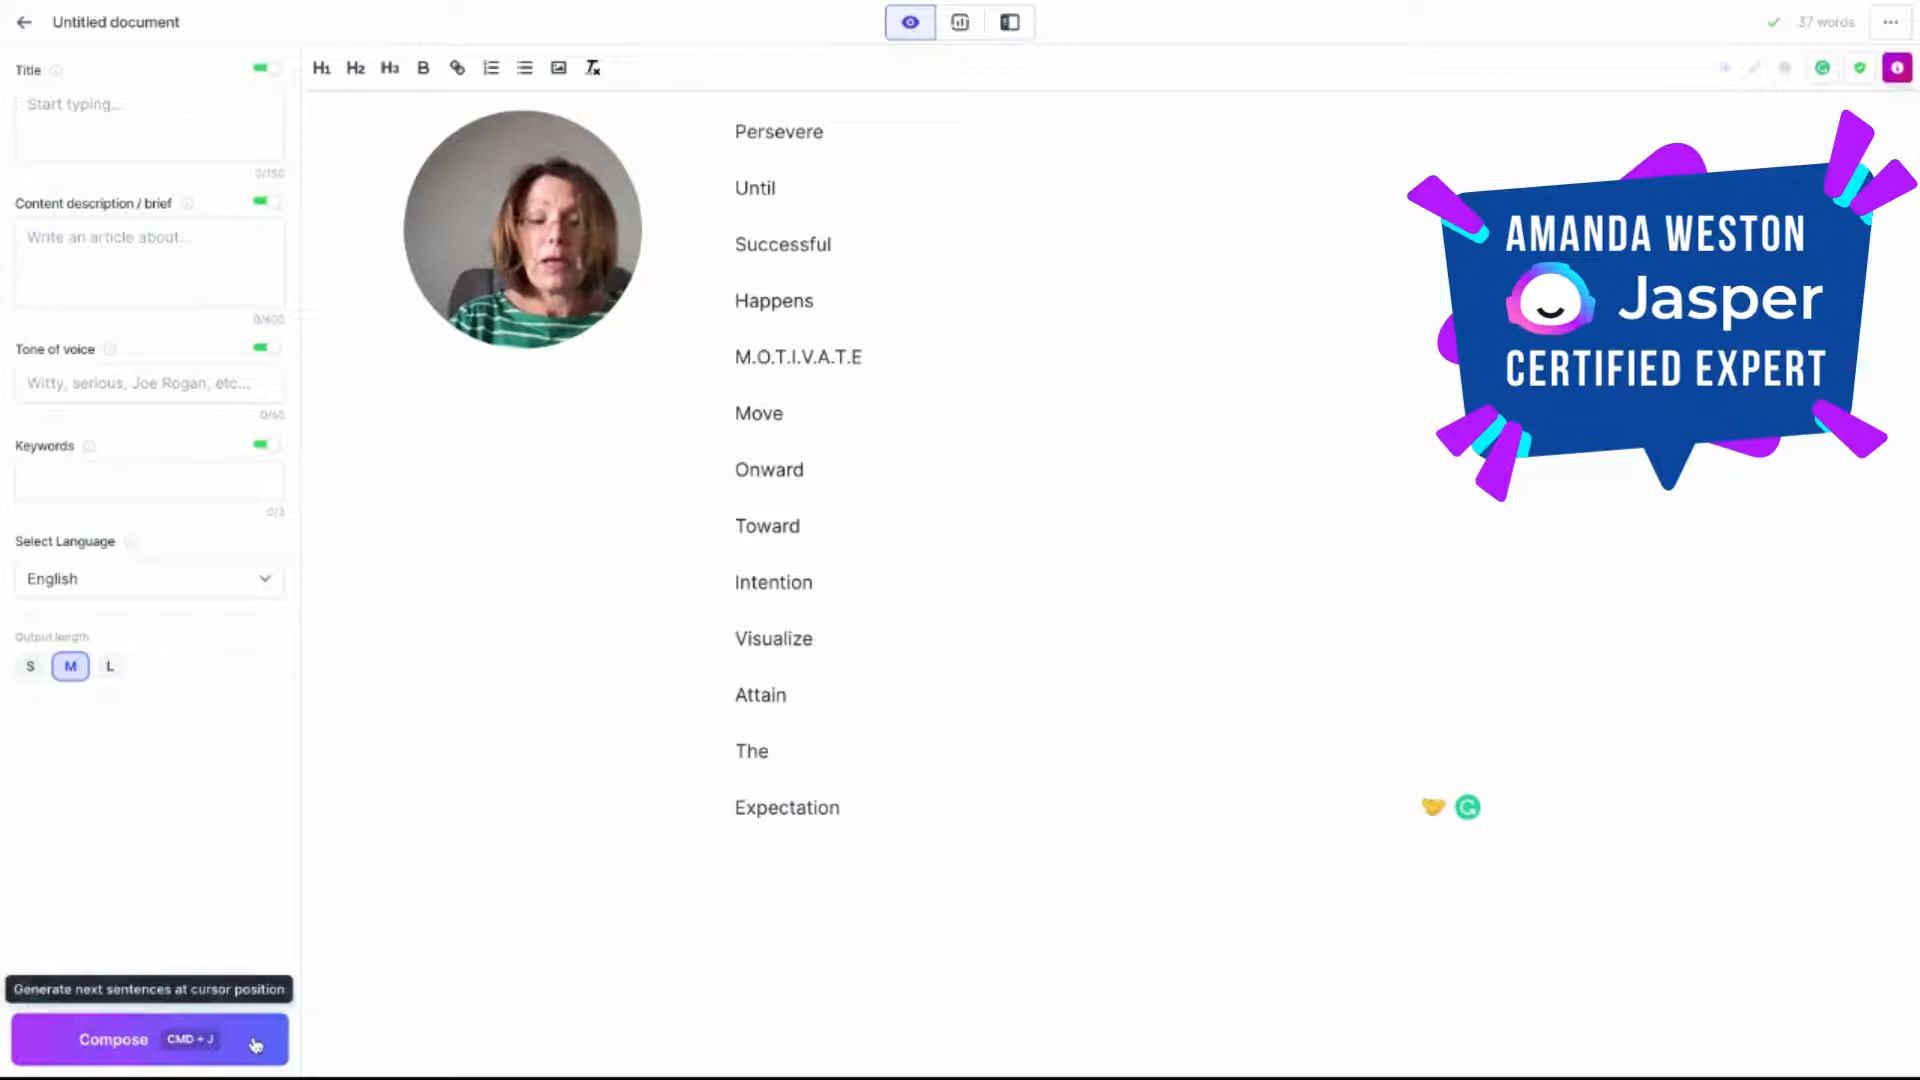 Untitled document
37 words
Title
Start typing...
0/150
Content description / brief
Write an article about...
0/600
Tone of voice
Witty, serious, Joe Rogan, etc...
0/60
Keywords
0/3
Select Language
English
Output length
S M L
Generate next sentences at cursor position
Compose CMD + J
H1 H2 H3 B
Persevere
Until
Successful
Happens
M.O.T.I.V.A.T.E
Move
Onward
Toward
Intention
Visualize
Attain
The
Expectation
AMANDA WESTON
Jasper
CERTIFIED EXPERT